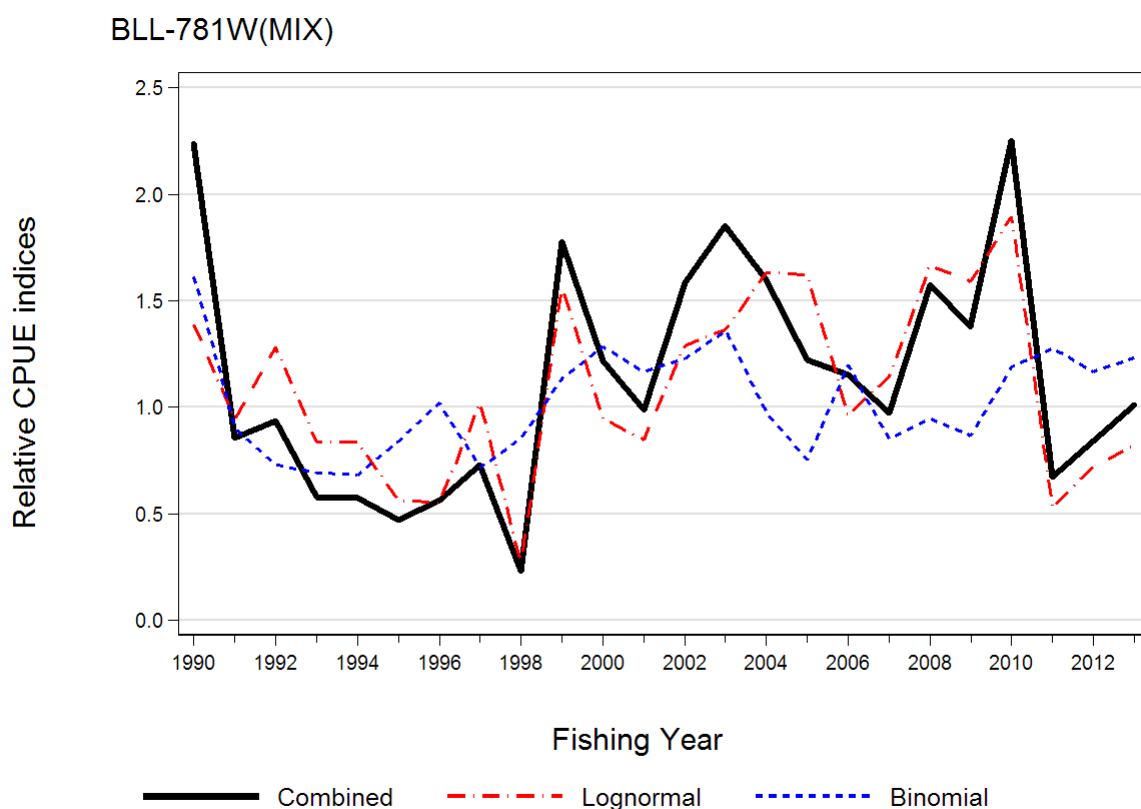 BLL-781W(MIX)
2.5
2.0
1.5
1.0
0.5
0.0
Relative CPUE indices
1990 1992 1994 1996 1998 2000 2002 2004 2006 2008 2010 2012
Fishing Year
Combined Lognormal Binomial